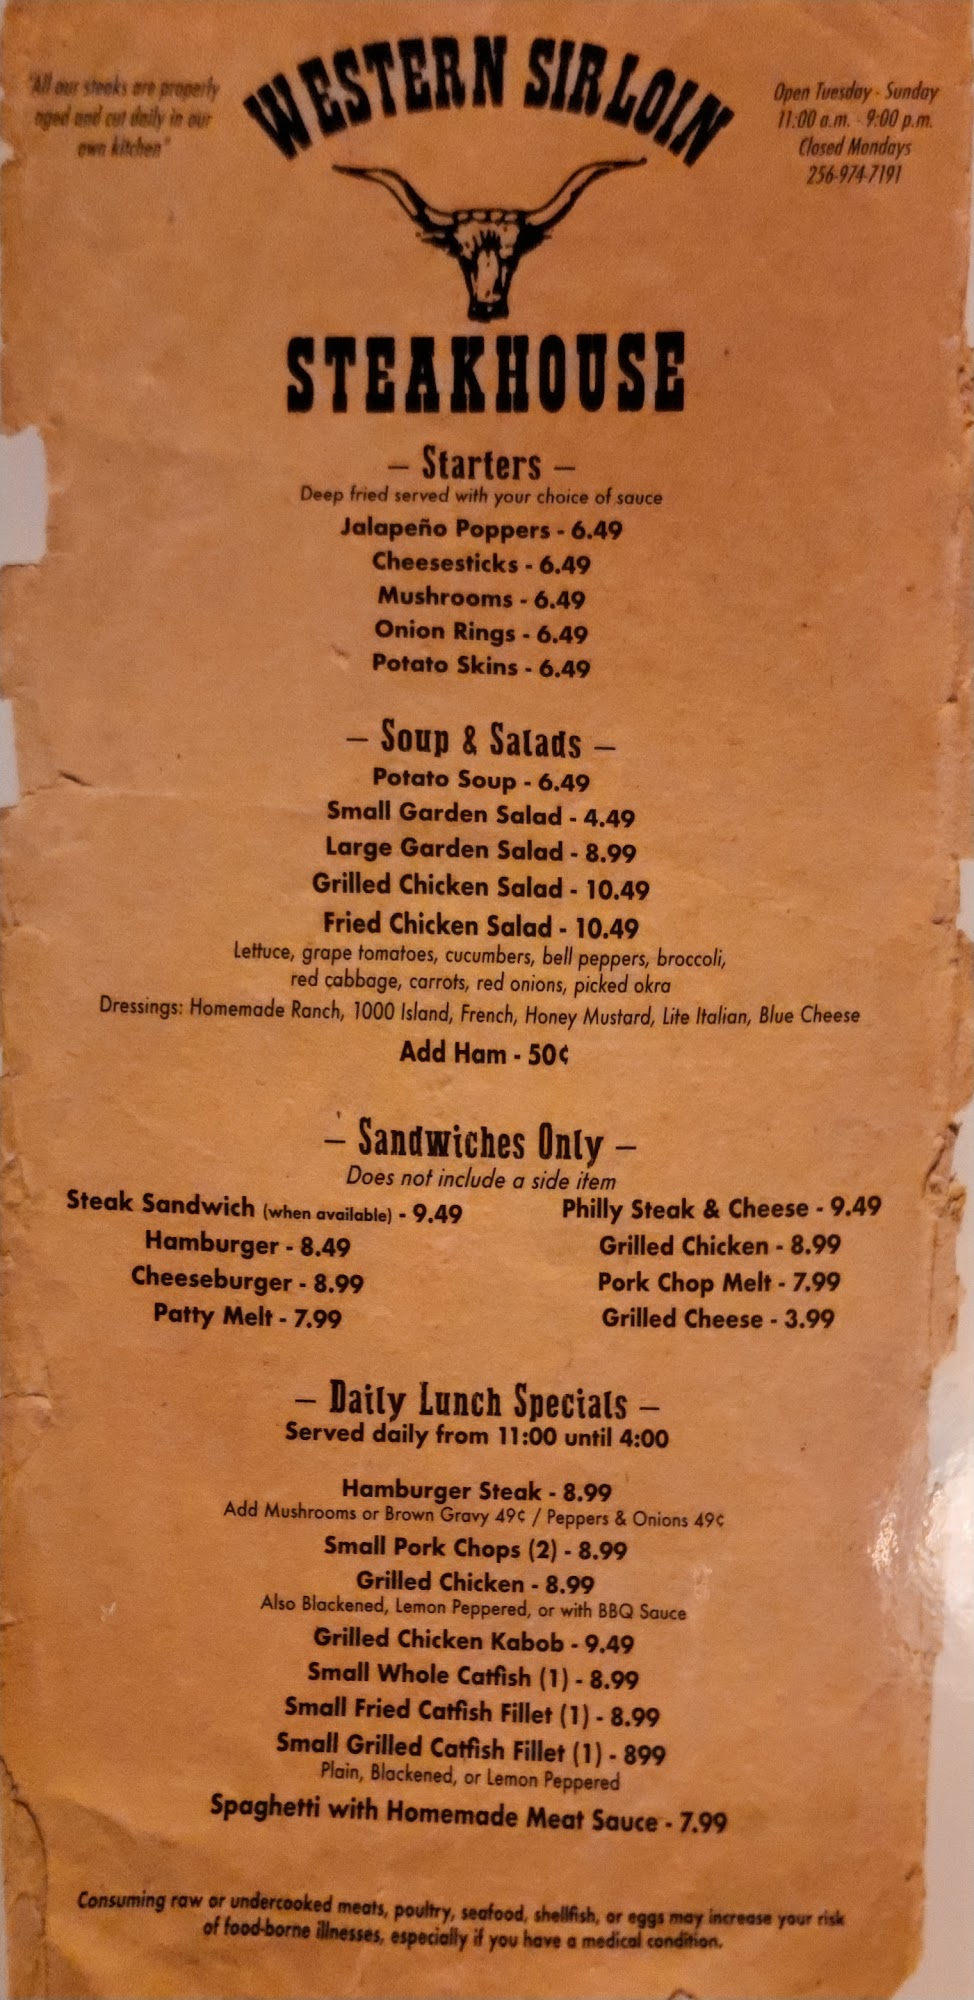 "All our steaks are properly
aged and cut daily in our
own kitchen"
WESTERN SIRLOIN
Open Tuesday - Sunday
11:00 a.m. - 9:00 p.m.
Closed Mondays
256-974-7191
STEAKHOUSE
– Starters –
Deep fried served with your choice of sauce
Jalapeño Poppers - 6.49
Cheesesticks - 6.49
Mushrooms - 6.49
Onion Rings - 6.49
Potato Skins - 6.49
– Soup & Salads –
Potato Soup - 6.49
Small Garden Salad - 4.49
Large Garden Salad - 8.99
Grilled Chicken Salad - 10.49
Fried Chicken Salad - 10.49
Lettuce, grape tomatoes, cucumbers, bell peppers, broccoli,
red cabbage, carrots, red onions, picked okra
Dressings: Homemade Ranch, 1000 Island, French, Honey Mustard, Lite Italian, Blue Cheese
Add Ham - 50¢
– Sandwiches Only –
Does not include a side item
Steak Sandwich (when available) - 9.49
Hamburger - 8.49
Cheeseburger - 8.99
Patty Melt - 7.99
Philly Steak & Cheese - 9.49
Grilled Chicken - 8.99
Pork Chop Melt - 7.99
Grilled Cheese - 3.99
– Daily Lunch Specials –
Served daily from 11:00 until 4:00
Hamburger Steak - 8.99
Add Mushrooms or Brown Gravy 49¢ / Peppers & Onions 49¢
Small Pork Chops (2) - 8.99
Grilled Chicken - 8.99
Also Blackened, Lemon Peppered, or with BBQ Sauce
Grilled Chicken Kabob - 9.49
Small Whole Catfish (1) - 8.99
Small Fried Catfish Fillet (1) - 8.99
Small Grilled Catfish Fillet (1) - 899
Plain, Blackened, or Lemon Peppered
Spaghetti with Homemade Meat Sauce - 7.99
Consuming raw or undercooked meats, poultry, seafood, shellfish, or eggs may increase your risk
of food-borne illnesses, especially if you have a medical condition.